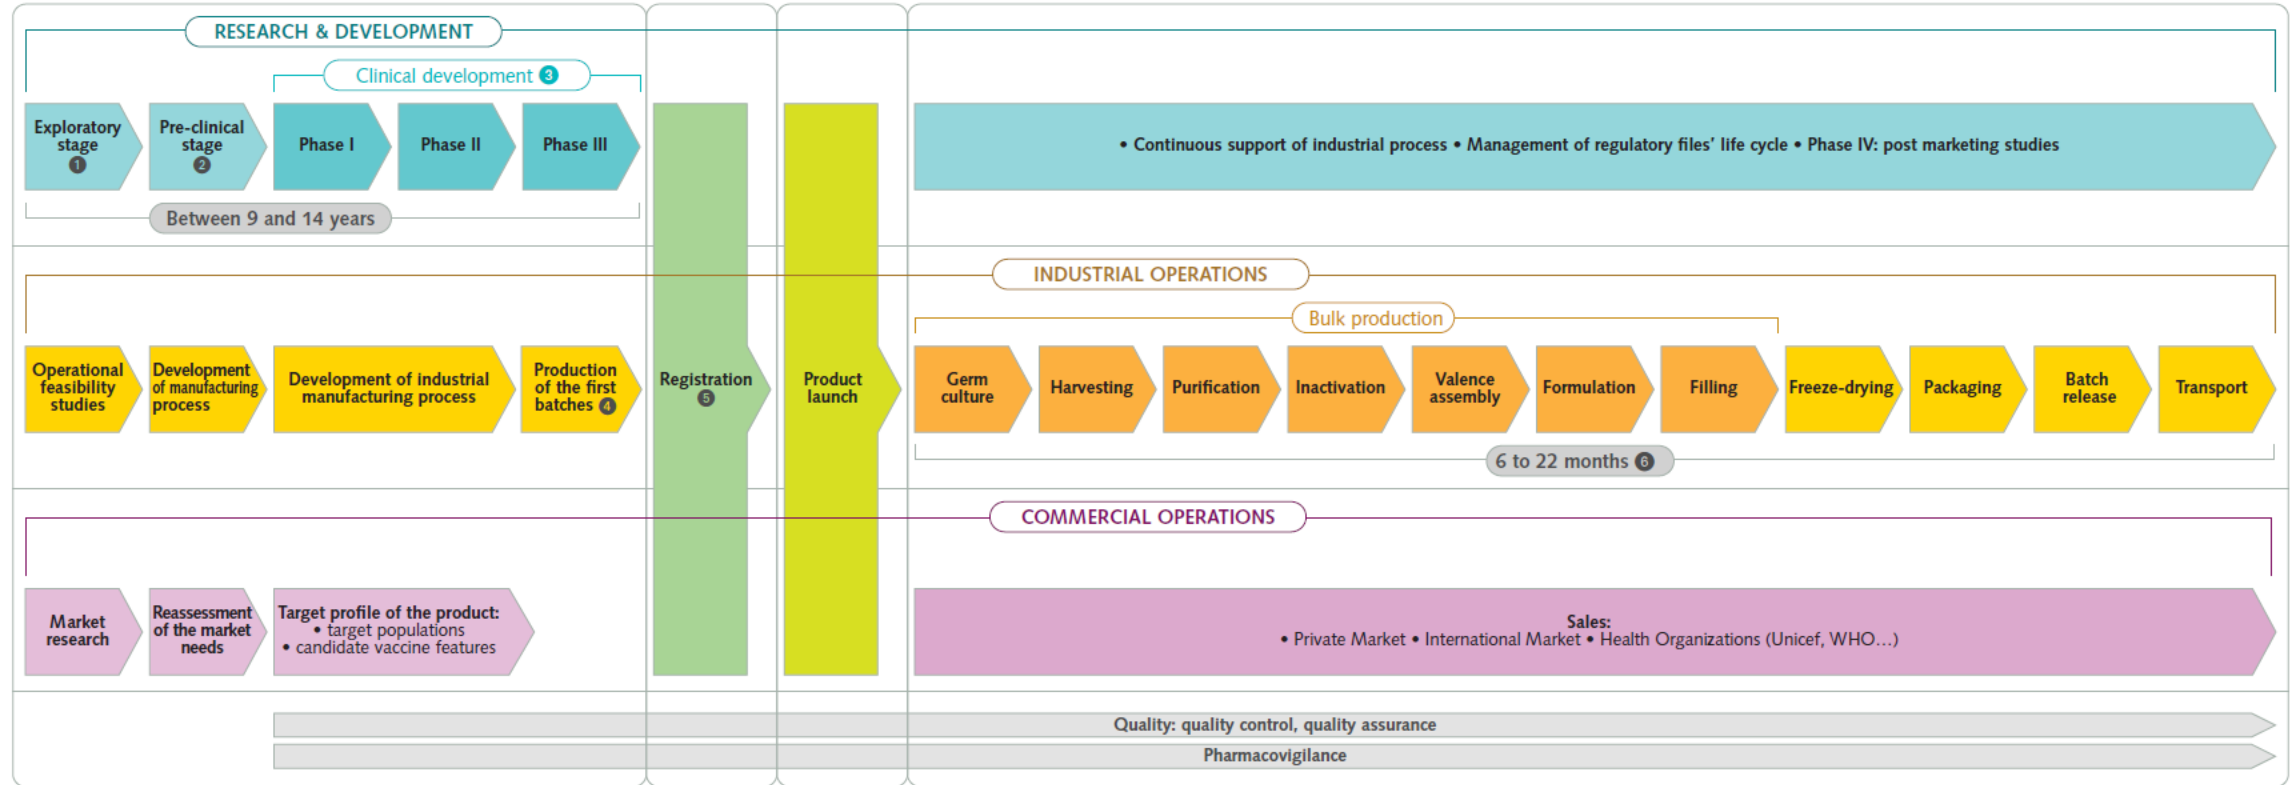 RESEARCH & DEVELOPMENT
Clinical development 3
Exploratory
stage
1
Pre-clinical
stage
2
Phase I
Phase II
Phase III
• Continuous support of industrial process • Management of regulatory files' life cycle • Phase IV: post marketing studies
Between 9 and 14 years
INDUSTRIAL OPERATIONS
Bulk production
Operational
feasibility
studies
Development
of manufacturing
process
Development of industrial
manufacturing process
Production
of the first
batches 4
Registration
5
Product
launch
Germ
culture
Harvesting
Purification
Inactivation
Valence
assembly
Formulation
Filling
Freeze-drying
Packaging
Batch
release
Transport
6 to 22 months 6
COMMERCIAL OPERATIONS
Market
research
Reassessment
of the market
needs
Target profile of the product:
• target populations
• candidate vaccine features
Sales:
• Private Market • International Market • Health Organizations (Unicef, WHO...)
Quality: quality control, quality assurance
Pharmacovigilance